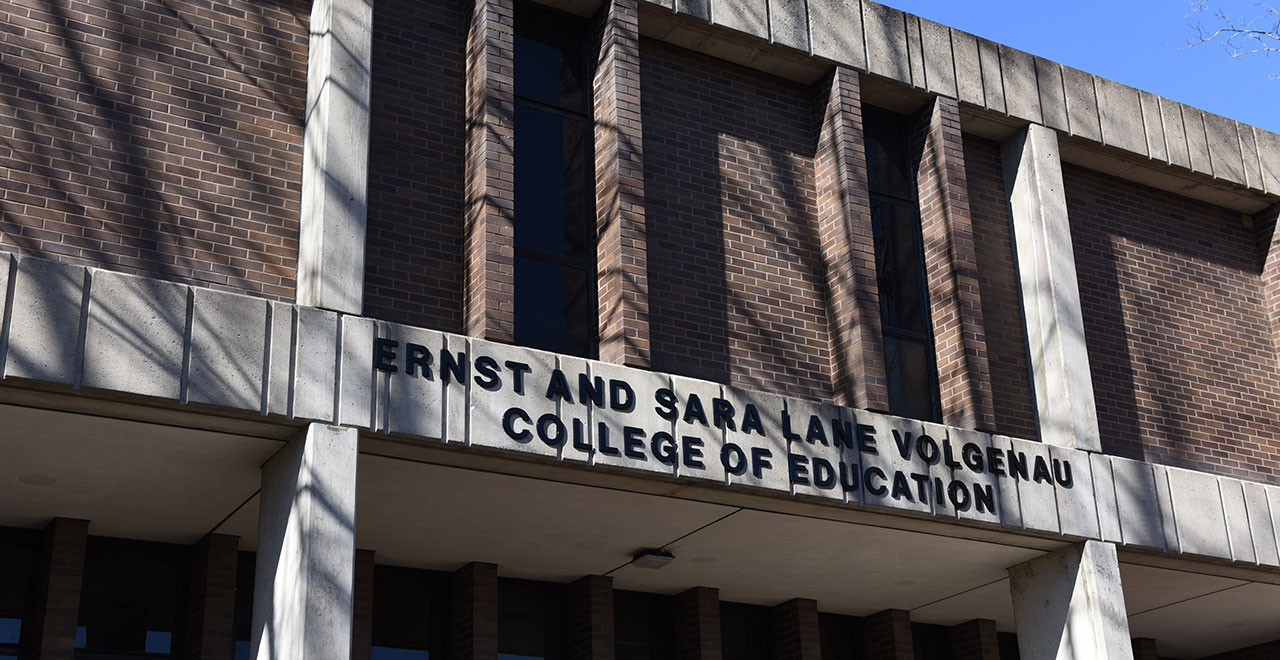 ERNST AND SARA LANE VOLGENAU
COLLEGE OF EDUCATION